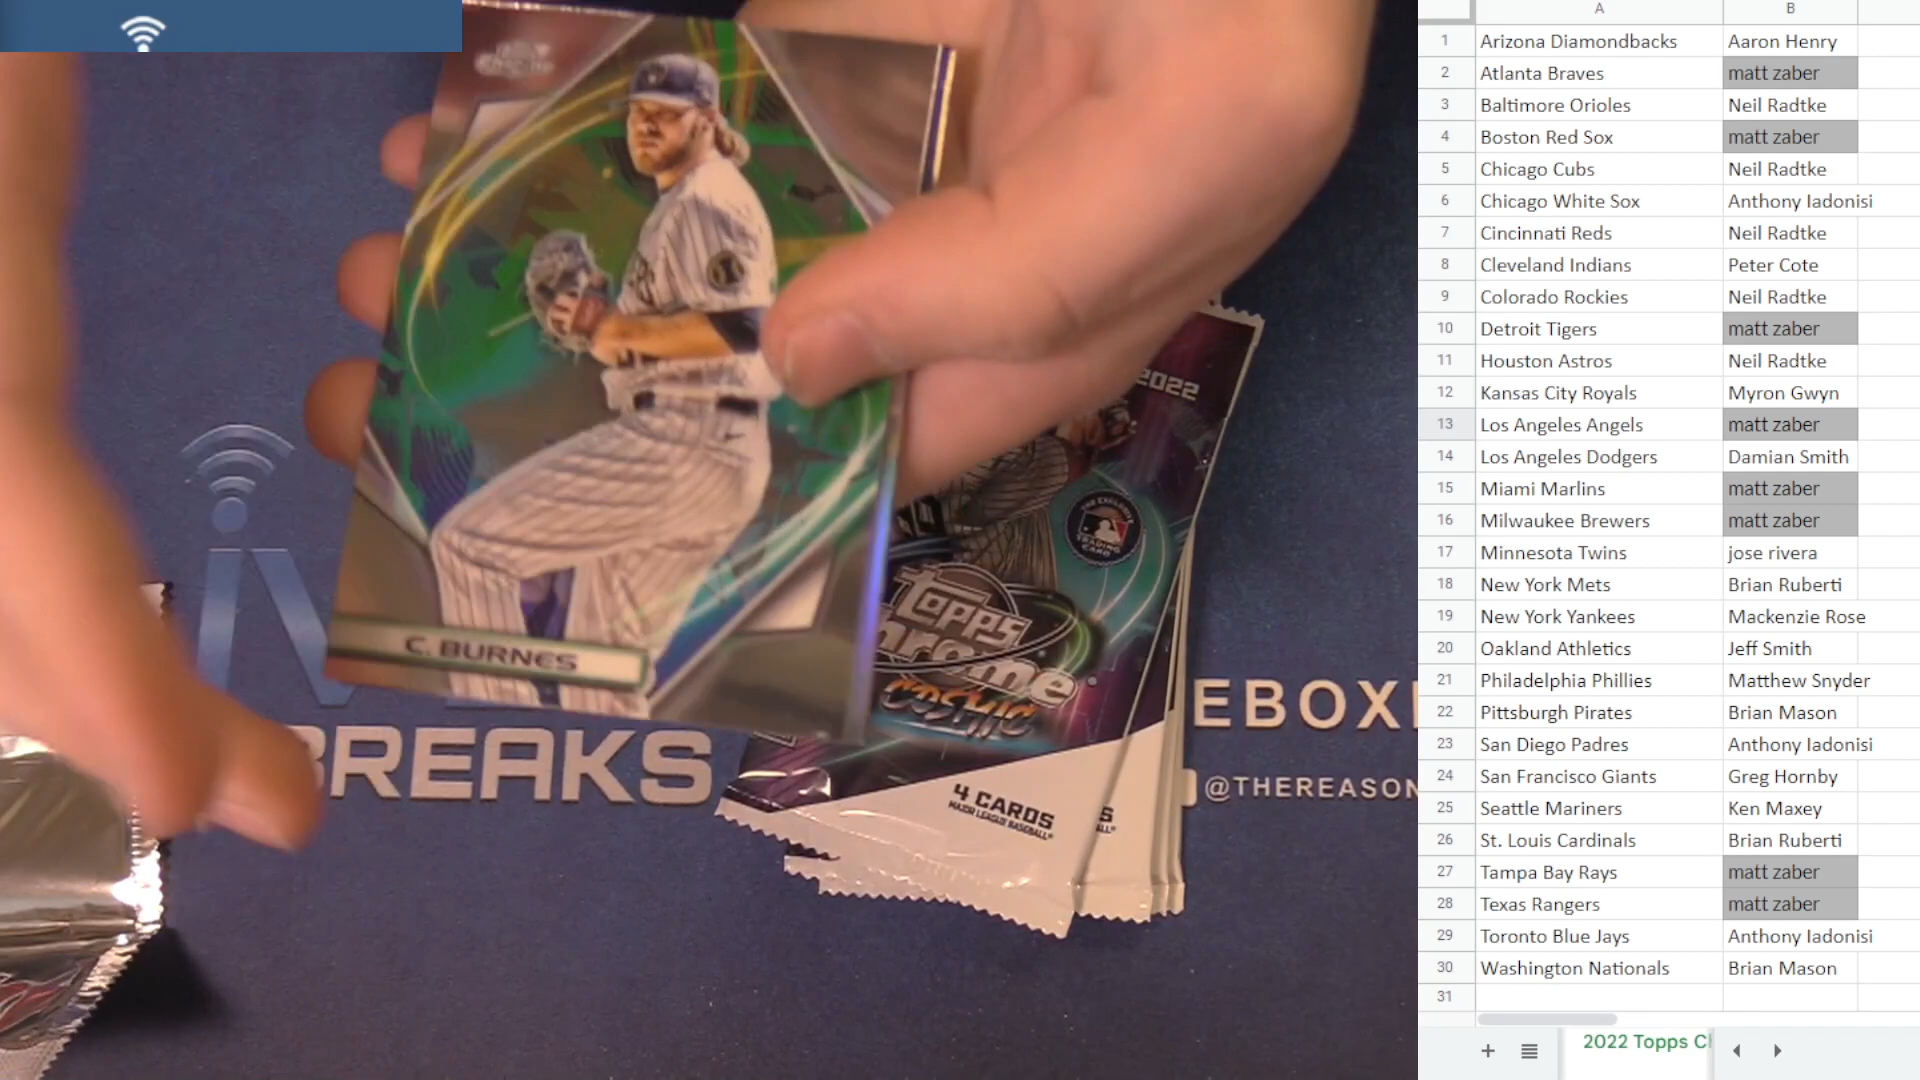 C. BURNES
2022
TOPPS
Chrome
COSMIC
4 CARDS
MAJOR LEAGUE BASEBALL
BREAKS
EBOX
@THEREASON
A B
1 Arizona Diamondbacks Aaron Henry
2 Atlanta Braves matt zaber
3 Baltimore Orioles Neil Radtke
4 Boston Red Sox matt zaber
5 Chicago Cubs Neil Radtke
6 Chicago White Sox Anthony Iadonisi
7 Cincinnati Reds Neil Radtke
8 Cleveland Indians Peter Cote
9 Colorado Rockies Neil Radtke
10 Detroit Tigers matt zaber
11 Houston Astros Neil Radtke
12 Kansas City Royals Myron Gwyn
13 Los Angeles Angels matt zaber
14 Los Angeles Dodgers Damian Smith
15 Miami Marlins matt zaber
16 Milwaukee Brewers matt zaber
17 Minnesota Twins jose rivera
18 New York Mets Brian Ruberti
19 New York Yankees Mackenzie Rose
20 Oakland Athletics Jeff Smith
21 Philadelphia Phillies Matthew Snyder
22 Pittsburgh Pirates Brian Mason
23 San Diego Padres Anthony Iadonisi
24 San Francisco Giants Greg Hornby
25 Seattle Mariners Ken Maxey
26 St. Louis Cardinals Brian Ruberti
27 Tampa Bay Rays matt zaber
28 Texas Rangers matt zaber
29 Toronto Blue Jays Anthony Iadonisi
30 Washington Nationals Brian Mason
31
2022 Topps C